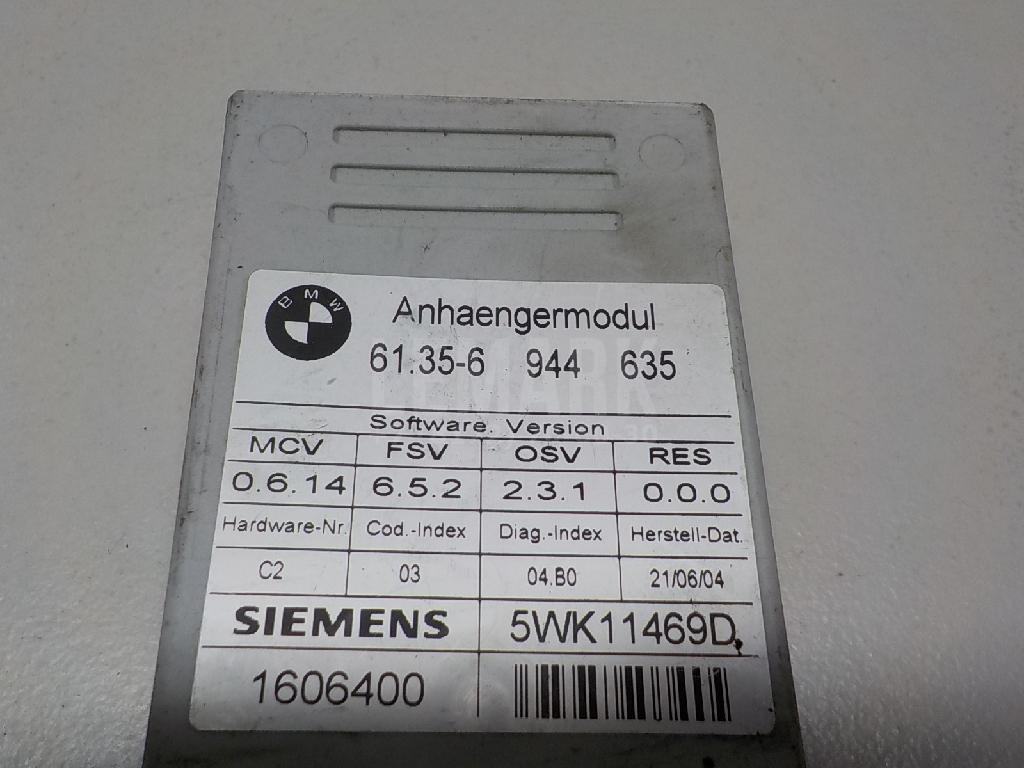 BMW
Anhaengermodul
61.35-6 944 635
Software. Version
MCV FSV OSV RES
0.6.14 6.5.2 2.3.1 0.0.0
Hardware-Nr. Cod.-Index Diag.-Index Herstell-Dat.
C2 03 04.B0 21/06/04
SIEMENS 5WK11469D
1606400